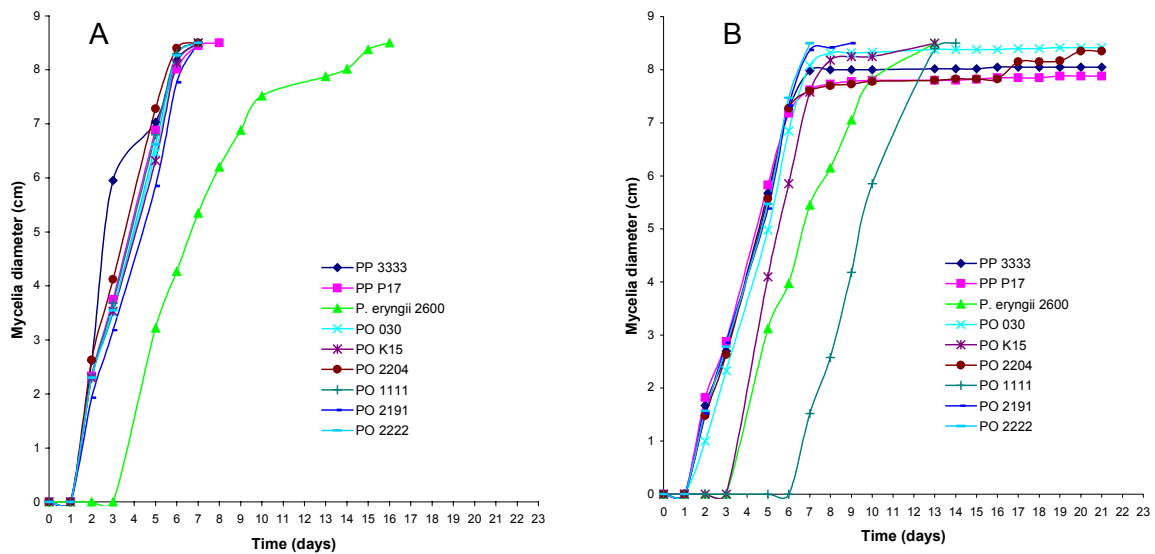 A
Mycelia diameter (cm)
9
8
7
6
5
4
3
2
1
0
PP 3333
PP P17
P. eryngii 2600
PO 030
PO K15
PO 2204
PO 1111
PO 2191
PO 2222
0 1 2 3 4 5 6 7 8 9 10 11 12 13 14 15 16 17 18 19 20 21 22 23
Time (days)
B
Mycelia diameter (cm)
9
8
7
6
5
4
3
2
1
0
PP 3333
PP P17
P. eryngii 2600
PO 030
PO K15
PO 2204
PO 1111
PO 2191
PO 2222
0 1 2 3 4 5 6 7 8 9 10 11 12 13 14 15 16 17 18 19 20 21 22 23
Time (days)